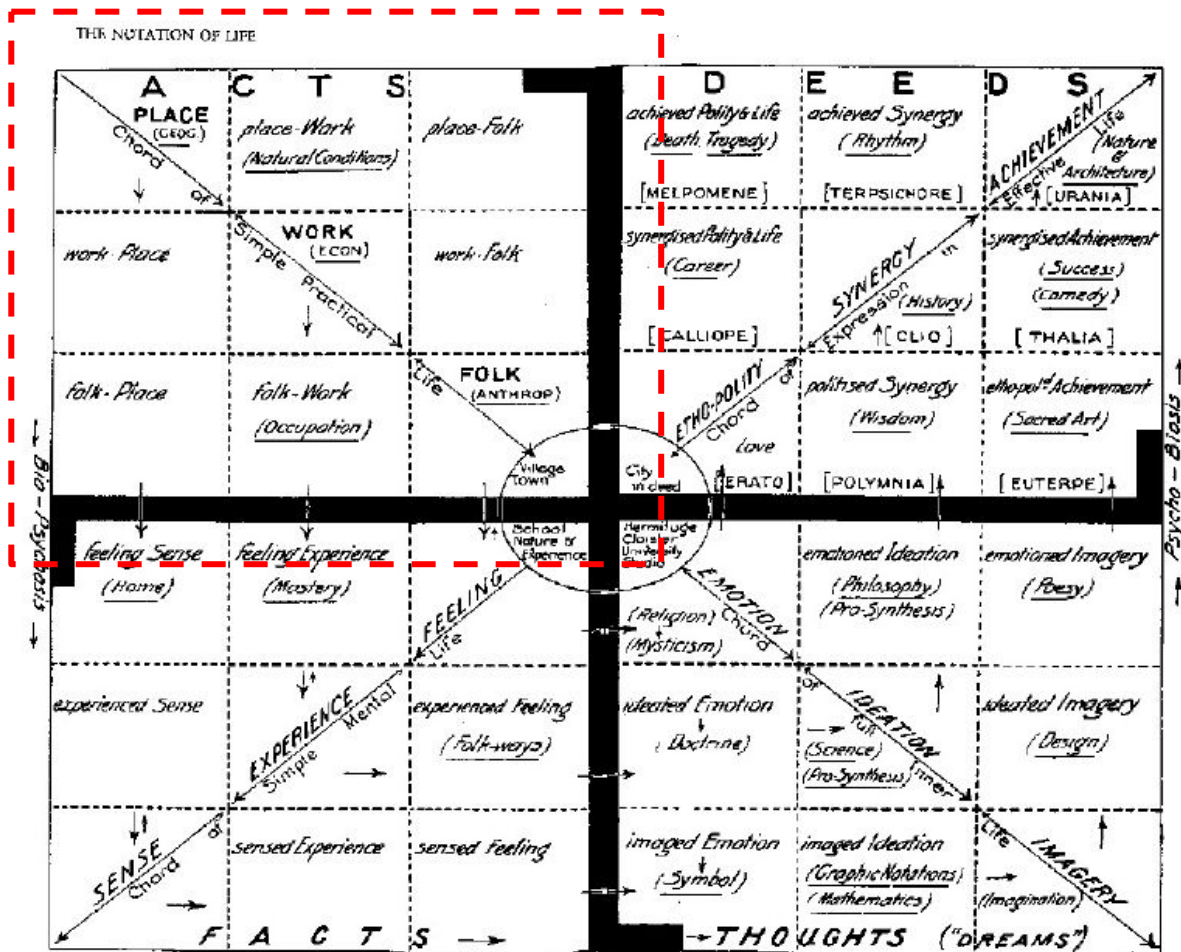 THE NOTATION OF LIFE
A C T S
D E E D S
PLACE
(GEOG)
place-Work
(Natural Conditions)
place-Folk
achieved Polity & Life
(Death, Tragedy)
[MELPOMENE]
achieved Synergy
(Rhythm)
[TERPSICHORE]
ACHIEVEMENT
Effective Life
(Nature & Architecture)
[URANIA]
Chord of
work-Place
Simple Practical
WORK
(ECON)
work-Folk
synergised Polity & Life
(Career)
[CALLIOPE]
SYNERGY
Expression in
(History)
[CLIO]
synergised Achievement
(Success)
(Comedy)
[THALIA]
folk-Place
folk-Work
(Occupation)
Life
FOLK
(ANTHROP)
ETHO-POLITY
Chord of
Love
[ERATO]
politised Synergy
(Wisdom)
[POLYMNIA]
etho-pold Achievement
(Sacred Art)
[EUTERPE]
Village
Town
City
in deed
School
Nature &
Experience
Hermitage
Cloister
University
Studio
Bio-Psychosis
Psycho-Biosis
feeling Sense
(Home)
feeling Experience
(Mastery)
FEELING
Life
EMOTION
Chord
(Religion)
(Mysticism)
emotioned Ideation
(Philosophy)
(Pro-Synthesis)
emotioned Imagery
(Poesy)
experienced Sense
EXPERIENCE
Simple Mental
experienced Feeling
(Folk-ways)
ideated Emotion
(Doctrine)
IDEATION
of full Inner
(Science)
(Pro-Synthesis)
ideated Imagery
(Design)
SENSE
Chord of
sensed Experience
sensed Feeling
imaged Emotion
(Symbol)
imaged Ideation
(Graphic Notations)
(Mathematics)
Life
IMAGERY
(Imagination)
F A C T S
THOUGHTS ("DREAMS")